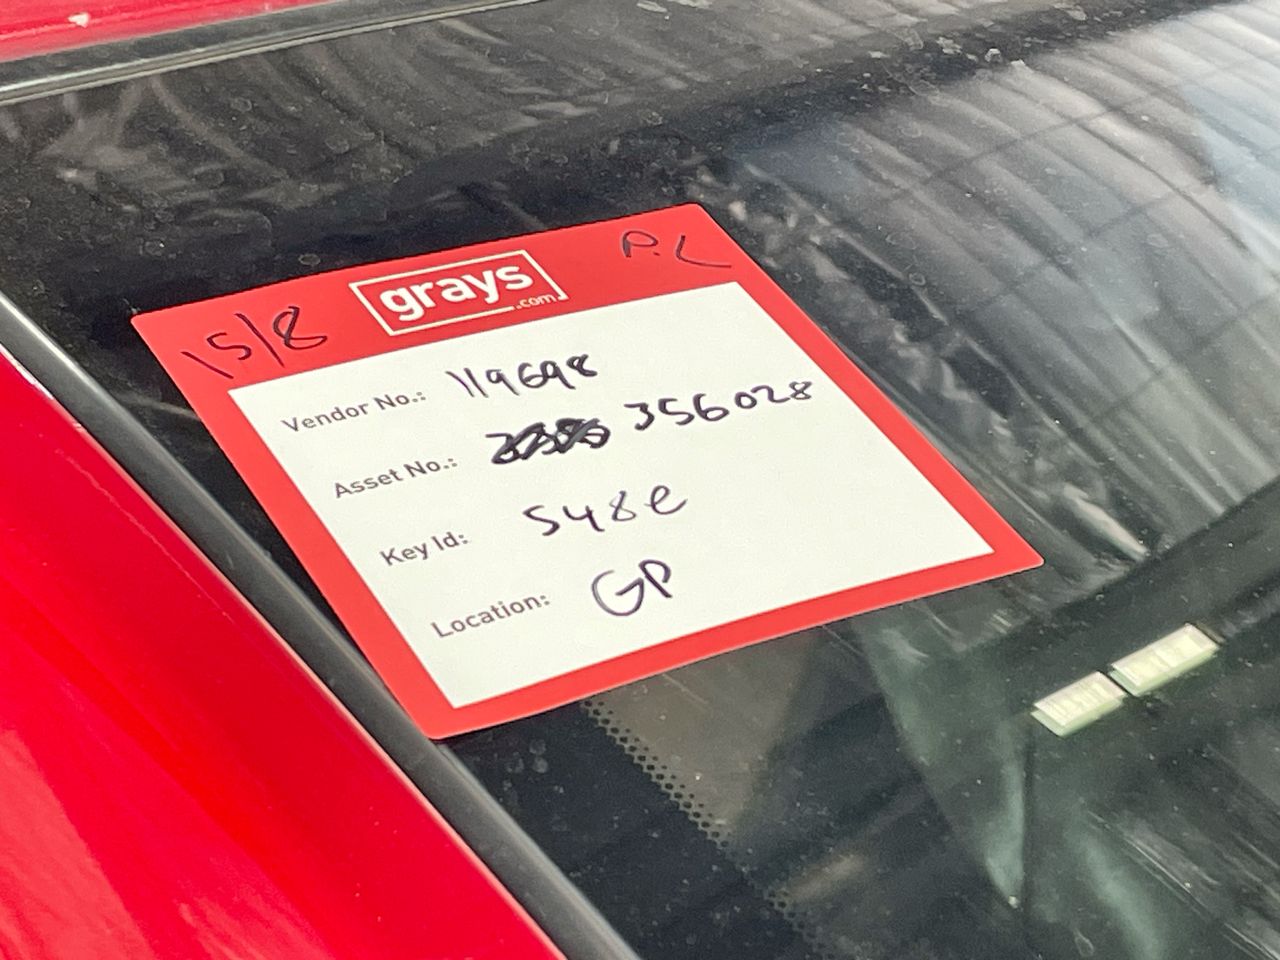 15/8
grays
.com
P.L
Vendor No.: 119698
Asset No.: 356028
Key Id: 548e
Location: GP